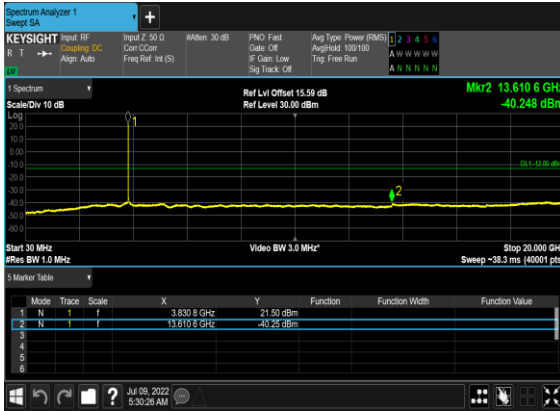 Spectrum Analyzer 1
Swept SA
+
KEYSIGHT Input: RF Input Z: 50 Ω #Atten: 30 dB PNO: Fast Avg Type: Power (RMS) 1 2 3 4 5 6
R T Coupling: DC Corr CCorr Gate: Off Avg|Hold: 100/100 A W W W W W
Align: Auto Freq Ref: Int (S) IF Gain: Low Trig: Free Run
Sig Track: Off A N N N N N
1 Spectrum Ref Lvl Offset 15.59 dB Mkr2 13.610 6 GHz
Scale/Div 10 dB Ref Level 30.00 dBm -40.248 dBm
Log
20.0
10.0
0.00
-10.0
-20.0
-30.0
-40.0
-50.0
-60.0
1
DL1 -13.00 dBm
2
Start 30 MHz Video BW 3.0 MHz* Stop 20.000 GHz
#Res BW 1.0 MHz Sweep ~38.3 ms (40001 pts)
5 Marker Table
Mode Trace Scale X Y Function Function Width Function Value
1 N 1 f 3.830 8 GHz 21.50 dBm
2 N 1 f 13.610 6 GHz -40.25 dBm
3
4
5
6
? Jul 09, 2022
5:30:26 AM